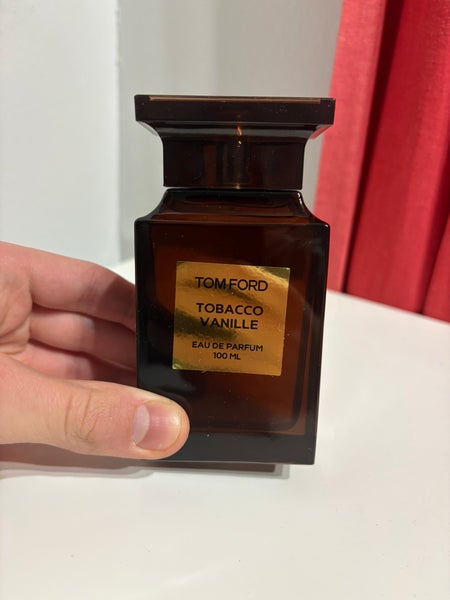 TOM FORD
TOBACCO
VANILLE
EAU DE PARFUM
100 ML